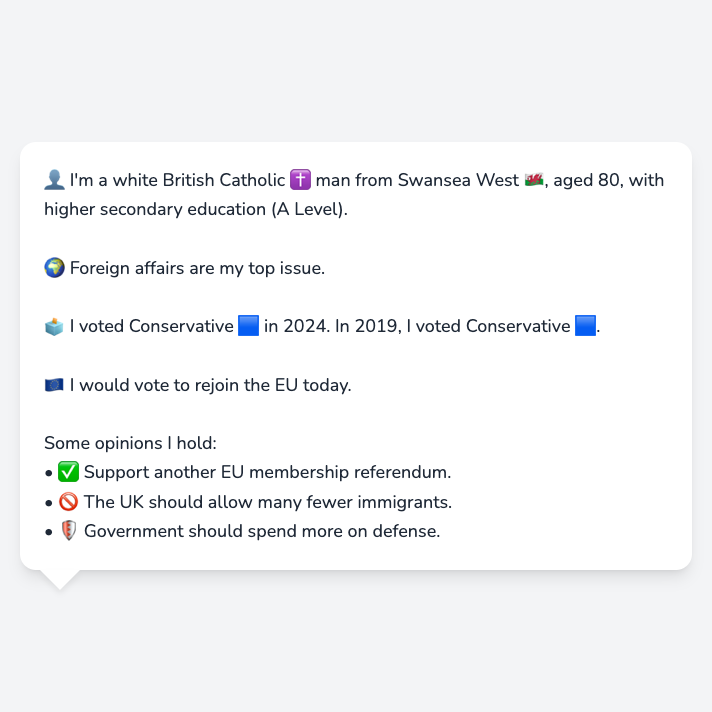 👤 I'm a white British Catholic ✝️ man from Swansea West 🏴󠁧󠁢󠁷󠁬󠁳󠁿, aged 80, with
higher secondary education (A Level).
🌍 Foreign affairs are my top issue.
🗳️ I voted Conservative 🟦 in 2024. In 2019, I voted Conservative 🟦.
🇪🇺 I would vote to rejoin the EU today.
Some opinions I hold:
• ✅ Support another EU membership referendum.
• 🚫 The UK should allow many fewer immigrants.
• 🛡️ Government should spend more on defense.